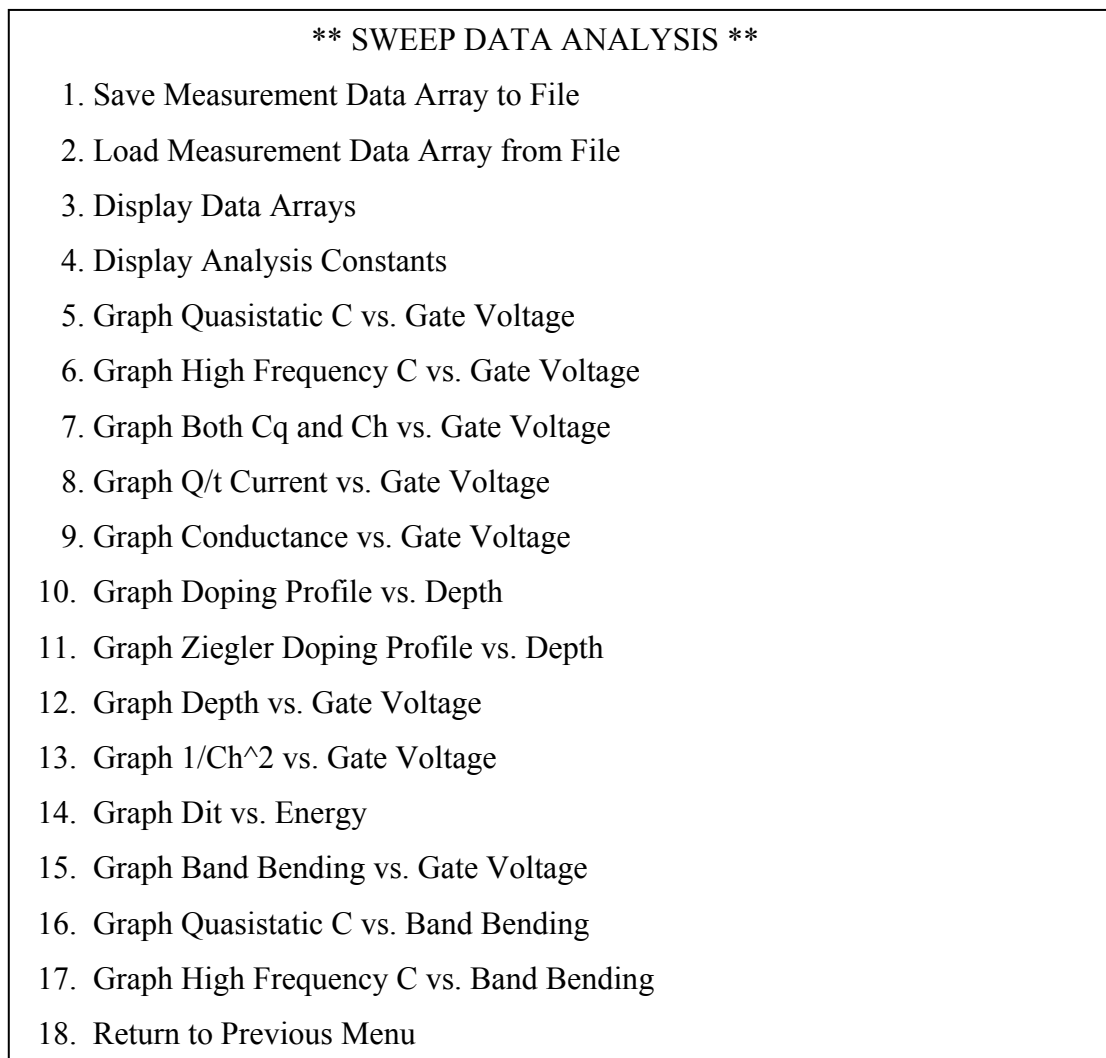 ** SWEEP DATA ANALYSIS **
1. Save Measurement Data Array to File
2. Load Measurement Data Array from File
3. Display Data Arrays
4. Display Analysis Constants
5. Graph Quasistatic C vs. Gate Voltage
6. Graph High Frequency C vs. Gate Voltage
7. Graph Both Cq and Ch vs. Gate Voltage
8. Graph Q/t Current vs. Gate Voltage
9. Graph Conductance vs. Gate Voltage
10. Graph Doping Profile vs. Depth
11. Graph Ziegler Doping Profile vs. Depth
12. Graph Depth vs. Gate Voltage
13. Graph 1/Ch^2 vs. Gate Voltage
14. Graph Dit vs. Energy
15. Graph Band Bending vs. Gate Voltage
16. Graph Quasistatic C vs. Band Bending
17. Graph High Frequency C vs. Band Bending
18. Return to Previous Menu